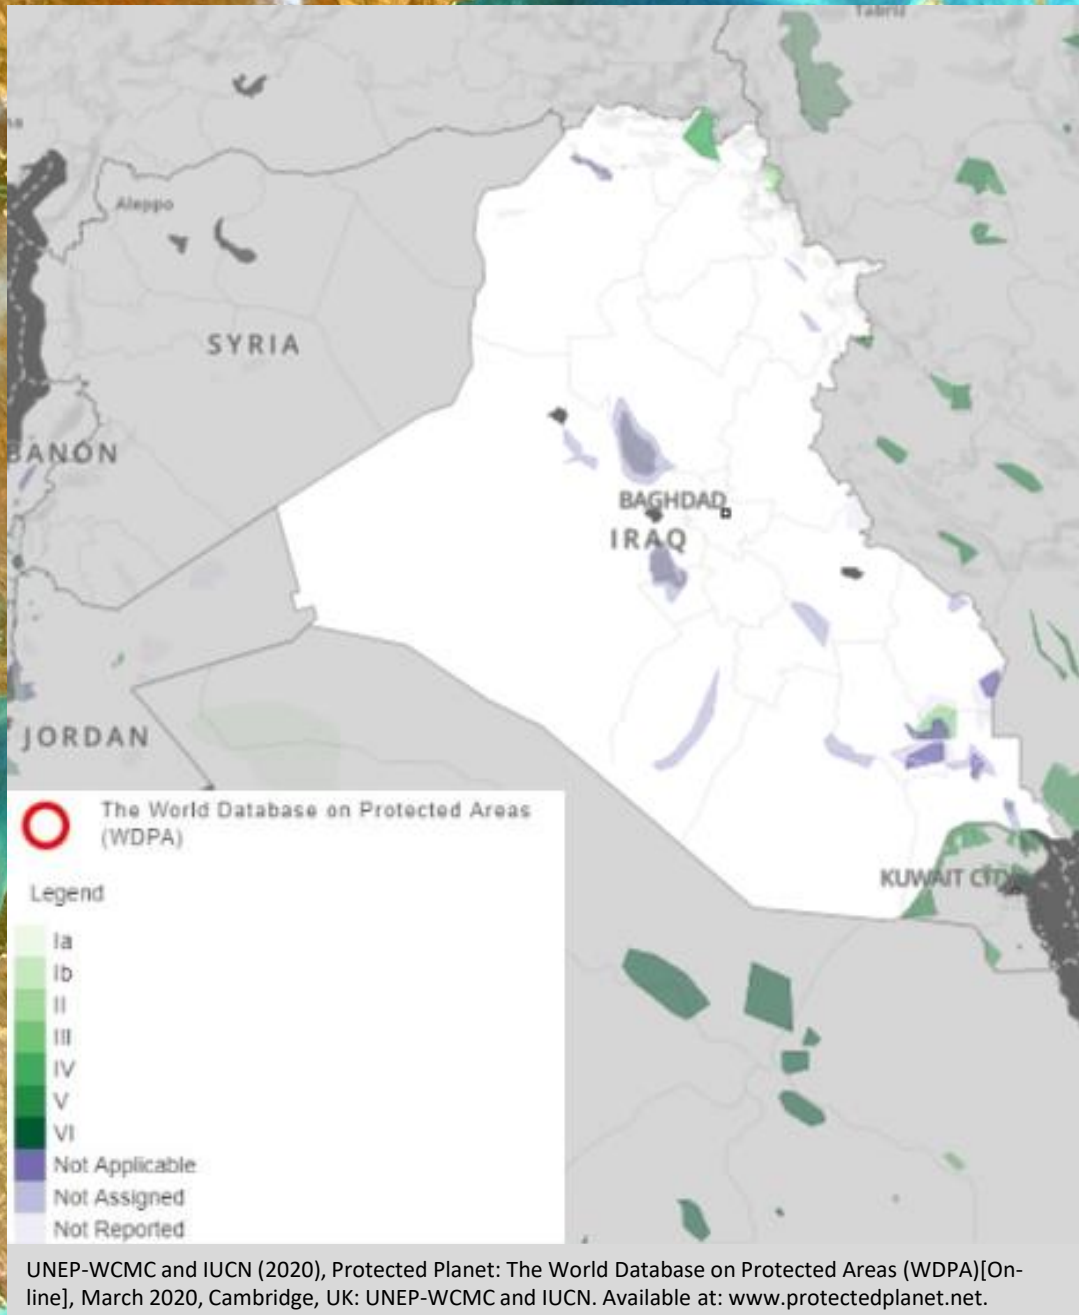 Tabriz
Aleppo
SYRIA
BANON
BAGHDAD
IRAQ
JORDAN
KUWAIT CITY
The World Database on Protected Areas
(WDPA)
Legend
Ia
Ib
II
III
IV
V
VI
Not Applicable
Not Assigned
Not Reported
UNEP-WCMC and IUCN (2020), Protected Planet: The World Database on Protected Areas (WDPA)[On-
line], March 2020, Cambridge, UK: UNEP-WCMC and IUCN. Available at: www.protectedplanet.net.